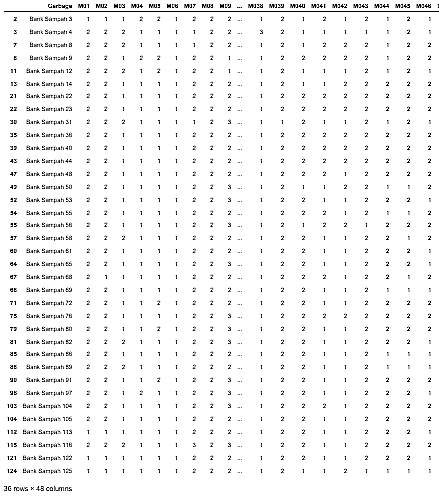 Garbage M01 M02 M03 M04 M05 M06 M07 M08 M09 ... M038 M039 M040 M041 M042 M043 M044 M045 M046
2 Bank Sampah 3 1 1 1 2 2 1 2 2 2 ... 1 2 1 2 1 2 1 2 1
3 Bank Sampah 4 2 2 2 1 1 1 1 2 2 ... 3 2 1 1 1 1 1 2 1
7 Bank Sampah 8 2 2 2 1 1 1 1 2 2 ... 1 2 2 2 2 2 1 2 2
8 Bank Sampah 9 2 2 1 2 2 1 2 2 1 ... 1 2 2 2 2 2 1 2 1
11 Bank Sampah 12 2 2 2 1 2 1 2 2 2 ... 1 2 2 2 1 2 1 2 1
13 Bank Sampah 14 2 2 1 1 1 1 2 2 2 ... 1 2 2 2 1 2 2 2 2
21 Bank Sampah 22 2 2 1 1 1 1 2 2 2 ... 1 2 2 2 2 2 2 2 2
22 Bank Sampah 23 2 2 1 1 1 1 2 2 2 ... 1 2 2 2 2 2 2 2 2
30 Bank Sampah 31 2 2 2 1 1 1 1 2 3 ... 1 1 2 2 1 2 1 2 1
35 Bank Sampah 36 2 2 1 1 1 1 2 2 2 ... 1 2 2 2 2 2 2 2 2
39 Bank Sampah 40 2 2 1 1 1 1 2 2 2 ... 1 2 2 2 2 2 2 2 2
43 Bank Sampah 44 2 2 1 1 1 1 2 2 2 ... 1 2 2 2 2 2 2 2 2
47 Bank Sampah 48 2 2 1 1 1 1 2 2 2 ... 1 2 2 2 1 2 1 2 2
49 Bank Sampah 50 2 2 1 1 1 1 2 2 3 ... 1 2 1 1 2 2 1 1 2
52 Bank Sampah 53 2 2 1 1 1 1 2 2 3 ... 1 2 2 2 1 2 2 2 1
54 Bank Sampah 55 2 2 1 1 1 1 2 2 2 ... 1 2 2 2 2 1 1 2 1
55 Bank Sampah 56 2 2 1 1 1 1 2 2 3 ... 1 2 1 2 2 1 2 2 2
57 Bank Sampah 58 2 2 2 1 1 1 2 2 2 ... 1 2 2 2 1 2 2 2 1
60 Bank Sampah 61 2 2 1 1 1 1 2 2 2 ... 1 2 2 2 1 2 2 2 1
64 Bank Sampah 65 2 2 1 1 1 1 2 2 3 ... 1 2 2 2 1 2 2 2 1
67 Bank Sampah 68 2 1 1 1 1 1 2 2 2 ... 1 2 2 2 1 1 1 2 2
68 Bank Sampah 69 2 2 1 1 1 1 2 2 2 ... 1 2 2 2 1 2 2 2 1
71 Bank Sampah 72 2 2 1 1 2 1 2 2 2 ... 1 2 2 2 1 2 2 2 2
75 Bank Sampah 76 2 2 1 1 1 1 2 2 3 ... 1 2 2 2 2 1 2 2 2
79 Bank Sampah 80 2 2 1 1 2 1 2 2 3 ... 1 2 2 2 1 2 2 2 2
81 Bank Sampah 82 2 2 2 1 1 1 2 2 3 ... 1 2 2 2 1 2 2 2 1
85 Bank Sampah 86 2 2 1 1 1 1 2 2 2 ... 1 2 2 2 1 2 1 1 1
88 Bank Sampah 89 2 2 2 1 1 1 2 2 2 ... 1 2 2 2 1 2 2 2 1
90 Bank Sampah 91 2 2 1 1 2 1 2 2 3 ... 1 2 2 2 1 2 2 2 2
96 Bank Sampah 97 2 2 1 2 1 1 2 2 2 ... 1 2 2 2 1 2 2 2 1
103 Bank Sampah 104 2 2 1 1 1 1 2 2 3 ... 1 2 2 2 1 2 2 2 2
104 Bank Sampah 105 2 2 1 1 1 1 2 2 2 ... 1 2 2 2 1 2 2 2 2
112 Bank Sampah 113 1 1 1 1 1 1 2 2 2 ... 1 2 2 2 1 2 2 2 1
115 Bank Sampah 116 2 2 2 1 1 1 3 2 3 ... 1 2 2 2 1 2 2 2 2
121 Bank Sampah 122 1 1 1 1 1 1 2 2 2 ... 1 2 2 2 1 2 2 2 2
124 Bank Sampah 125 1 1 1 1 1 1 2 2 2 ... 1 2 1 1 2 1 1 1 1
36 rows × 48 columns